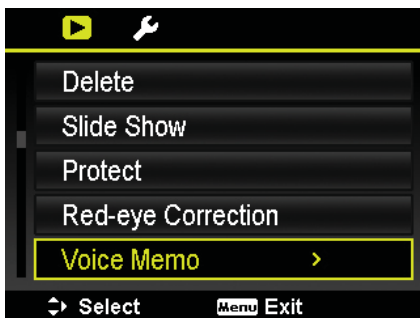 Delete
Slide Show
Protect
Red-eye Correction
Voice Memo >
Select Menu Exit